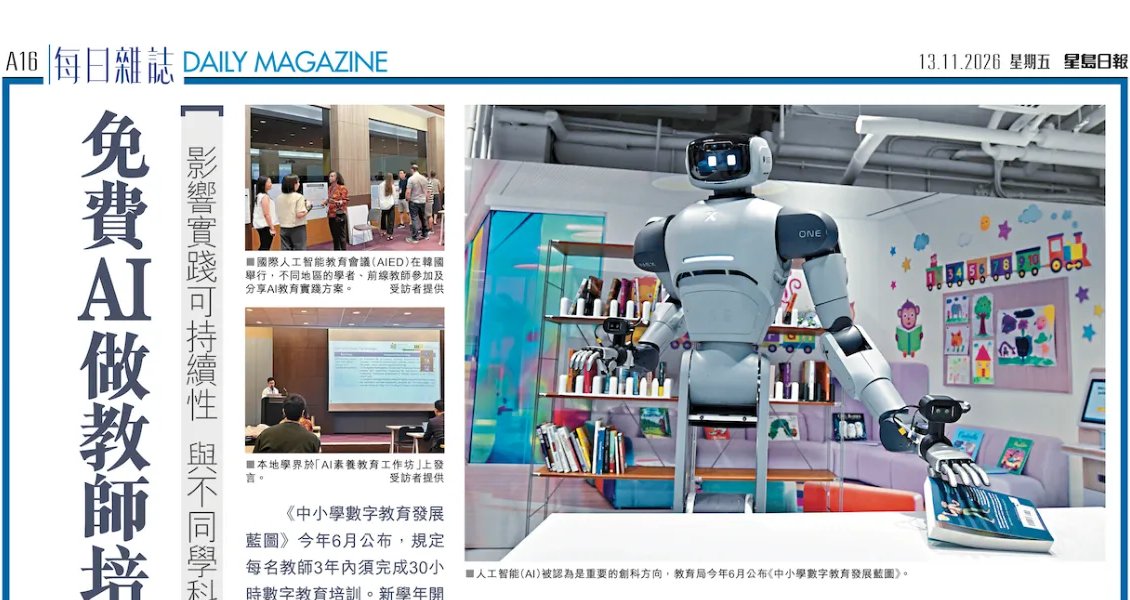 A16 每日雜誌 DAILY MAGAZINE
13.11.2026 星期五 星島日報
免費AI做教師培
影響實踐可持續性 與不同學科
■國際人工智能教育會議(AIED)在韓國
舉行，不同地區的學者、前線教師參加及
分享AI教育實踐方案。 受訪者提供
■本地學界於「AI素養教育工作坊」上發
言。 受訪者提供
《中小學數字教育發展
藍圖》今年6月公布，規定
每名教師3年內須完成30小
時數字教育培訓。新學年開
ONE
1 3 4 5 6 7 8 9 10
■人工智能(AI)被認為是重要的創科方向，教育局今年6月公布《中小學數字教育發展藍圖》。